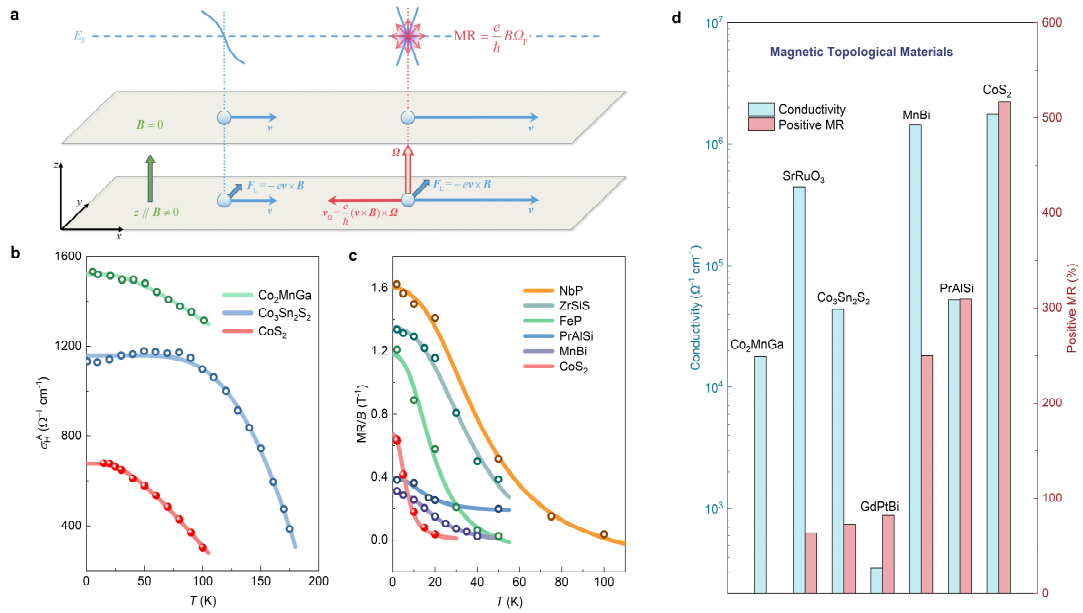 a
E_F
MR = e/ħ BΩ_F
B = 0
v
v
Ω
z
y
x
z // B ≠ 0
F_L = −ev × B
v
v_Ω = e/ħ (v × B) × Ω
F_L = −ev × B
v
b
1600
1200
800
400
σ_H^A (Ω⁻¹ cm⁻¹)
Co₂MnGa
Co₃Sn₂S₂
CoS₂
0
50
100
150
200
T (K)
c
1.6
1.2
0.8
0.4
0.0
MR/B (T⁻¹)
NbP
ZrSiS
FeP
PrAlSi
MnBi
CoS₂
0
20
40
60
80
100
T (K)
d
Magnetic Topological Materials
Conductivity
Positive MR
10⁷
10⁶
10⁵
10⁴
10³
Conductivity (Ω⁻¹ cm⁻¹)
Co₂MnGa
SrRuO₃
Co₃Sn₂S₂
GdPtBi
MnBi
PrAlSi
CoS₂
600
500
400
300
200
100
0
Positive MR (%)